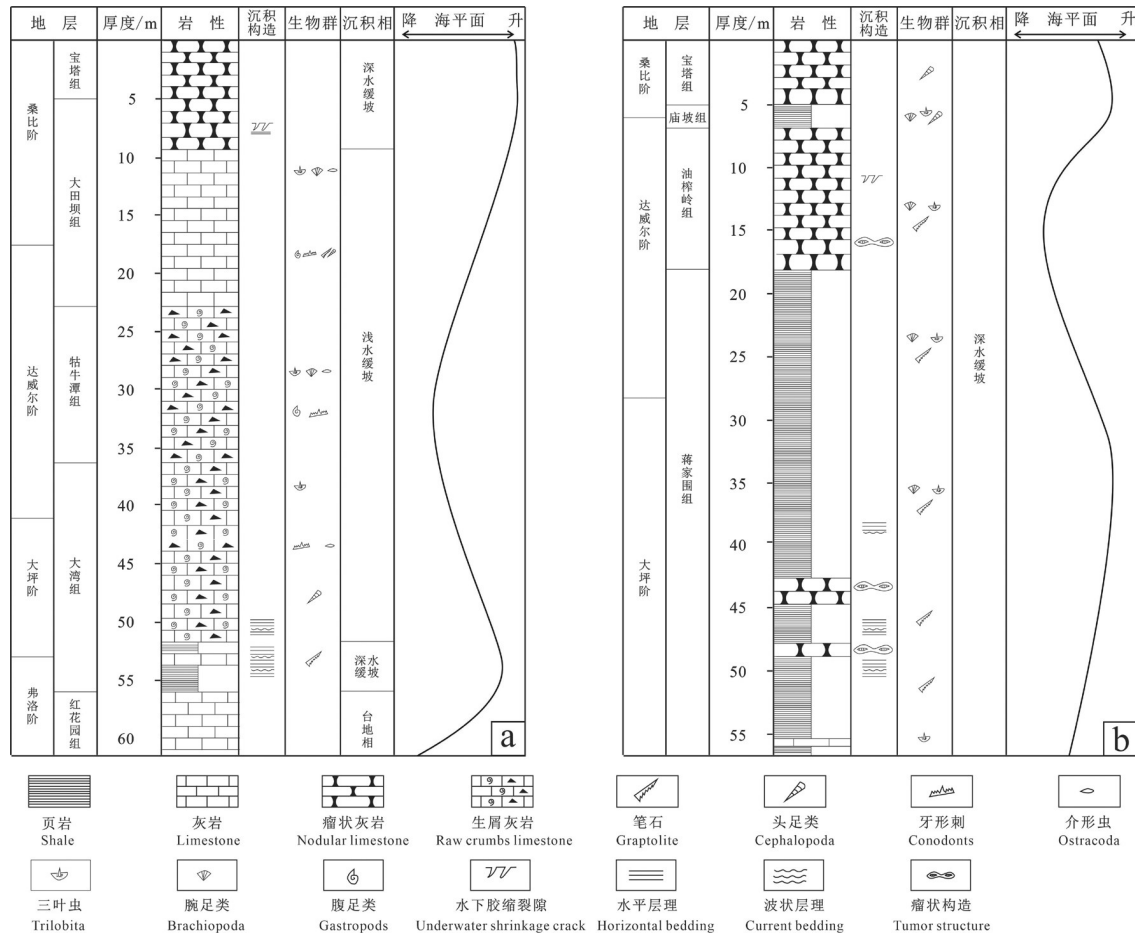 地 层 厚度/m 岩 性 沉积构造 生物群 沉积相 降 海平面 升
桑比阶
达威尔阶
大坪阶
弗洛阶
宝塔组
大田坝组
牯牛潭组
大湾组
红花园组
5
10
15
20
25
30
35
40
45
50
55
60
深水缓坡
浅水缓坡
深水缓坡
台地相
a
地 层 厚度/m 岩 性 沉积构造 生物群 沉积相 降 海平面 升
桑比阶
达威尔阶
大坪阶
宝塔组
庙坡组
油榨岭组
蒋家围组
5
10
15
20
25
30
35
40
45
50
55
深水缓坡
b
页岩 灰岩 瘤状灰岩 生屑灰岩 笔石 头足类 牙形刺 介形虫
Shale Limestone Nodular limestone Raw crumbs limestone Graptolite Cephalopoda Conodonts Ostracoda
三叶虫 腕足类 腹足类 水下胶缩裂隙 水平层理 波状层理 瘤状构造
Trilobita Brachiopoda Gastropods Underwater shrinkage crack Horizontal bedding Current bedding Tumor structure